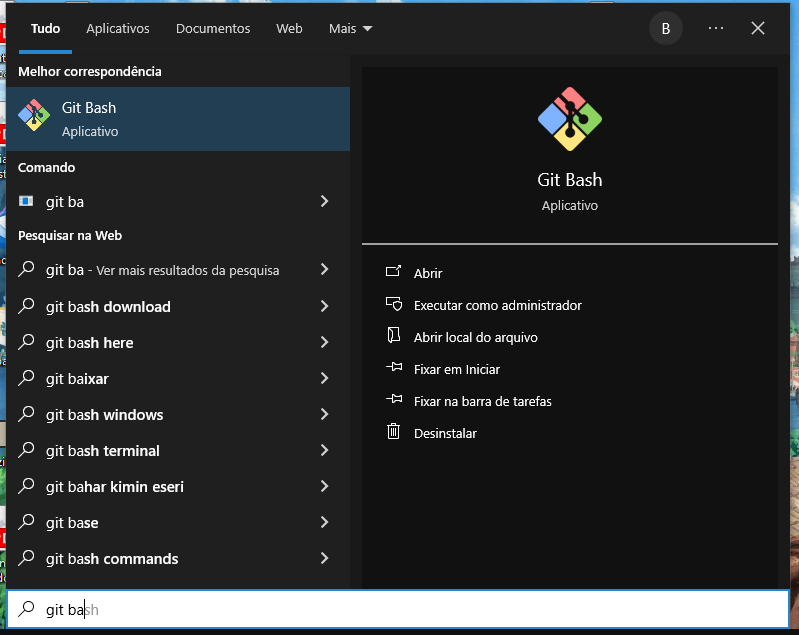 Tudo Aplicativos Documentos Web Mais B ...
Melhor correspondência
Git Bash
Aplicativo
Comando
git ba
Pesquisar na Web
git ba - Ver mais resultados da pesquisa
git bash download
git bash here
git baixar
git bash windows
git bash terminal
git bahar kimin eseri
git base
git bash commands
Git Bash
Aplicativo
Abrir
Executar como administrador
Abrir local do arquivo
Fixar em Iniciar
Fixar na barra de tarefas
Desinstalar
git bash